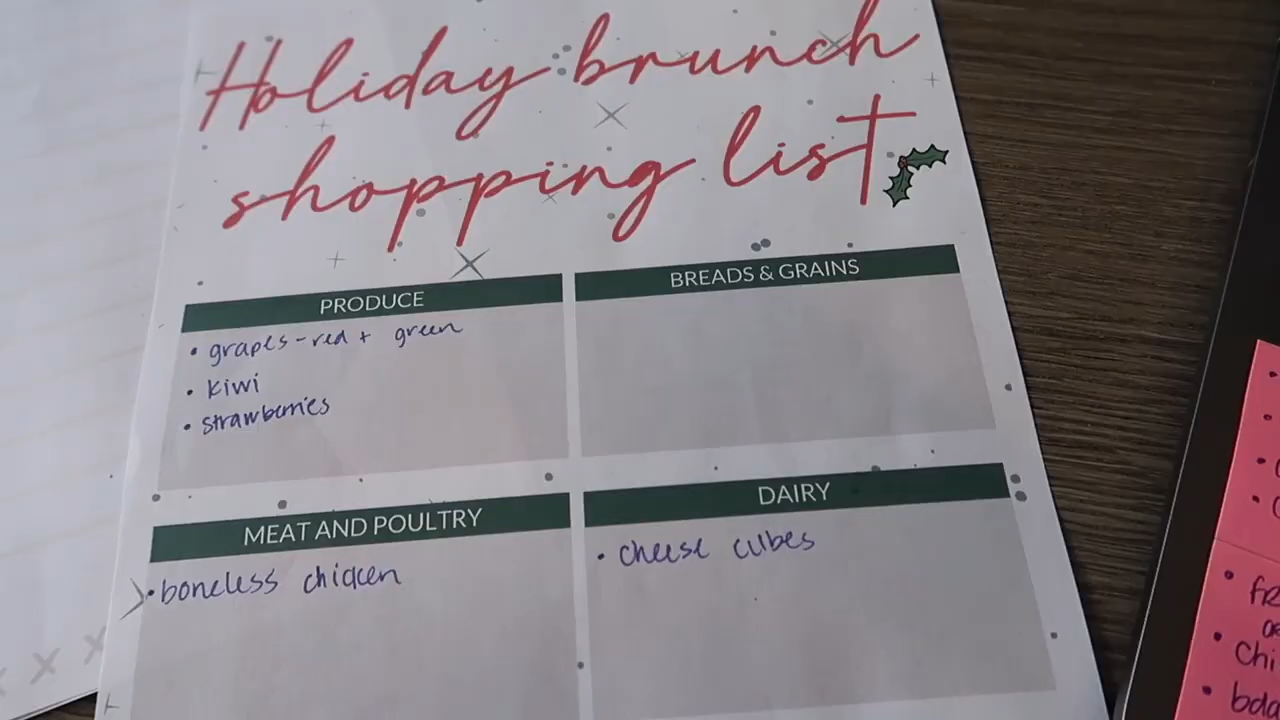 Holiday brunch
shopping list
PRODUCE
• grapes - red + green
• kiwi
• strawberries
BREADS & GRAINS
MEAT AND POULTRY
• boneless chicken
DAIRY
• cheese cubes